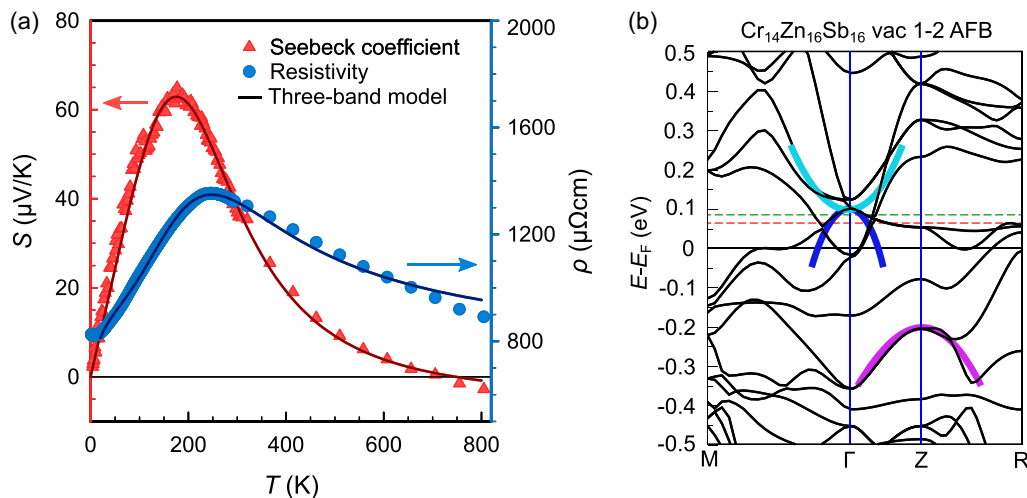 (a)
2000
1600
1200
800
60
40
20
0
S (μV/K)
ρ (μΩcm)
Seebeck coefficient
Resistivity
Three-band model
0 200 400 600 800
T (K)
(b)
Cr₁₄Zn₁₆Sb₁₆ vac 1-2 AFB
0.5
0.4
0.3
0.2
0.1
0
-0.1
-0.2
-0.3
-0.4
-0.5
E-E_F (eV)
M Γ Z R